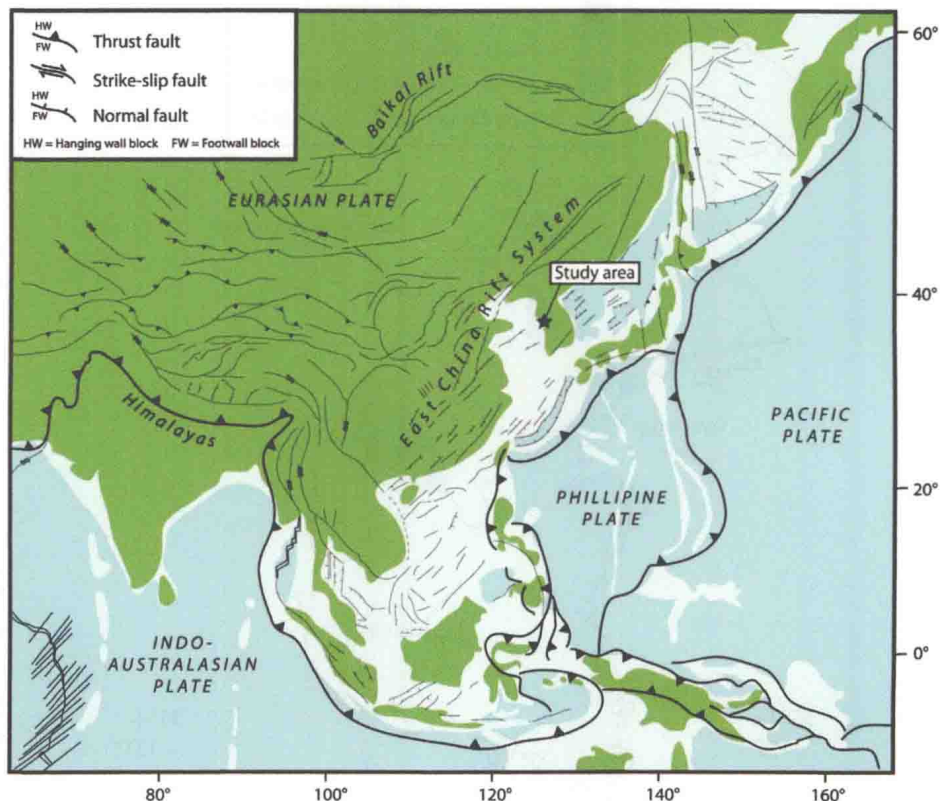 HW
FW
Thrust fault
Strike-slip fault
HW
FW
Normal fault
HW = Hanging wall block FW = Footwall block
60°
Baikal Rift
EURASIAN PLATE
East China Rift System
Study area
40°
Himalayas
PACIFIC
PLATE
20°
PHILLIPINE
PLATE
INDO-
AUSTRALASIAN
PLATE
0°
80°
100°
120°
140°
160°